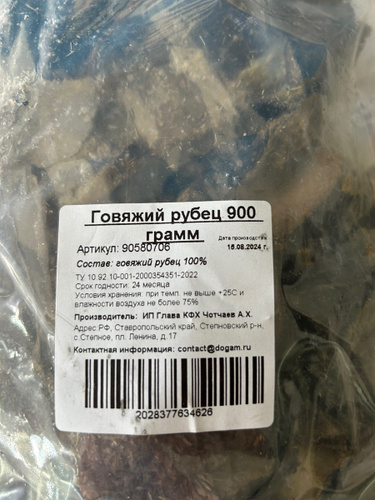 Говяжий рубец 900
грамм
Дата производства:
Артикул: 90580706
15.08.2024 г.
Состав: говяжий рубец 100%
ТУ 10.92.10-001-2000354351-2022
Срок годности: 24 месяца
Условия хранения: при темп. не выше +25С и
влажности воздуха не более 75%
Производитель: ИП Глава КФХ Чотчаев А.Х.
Адрес РФ, Ставропольский край, Степновский р-н,
с.Степное, пл. Ленина, д.17
Контактная информация: contact@dogam.ru
2028377634626